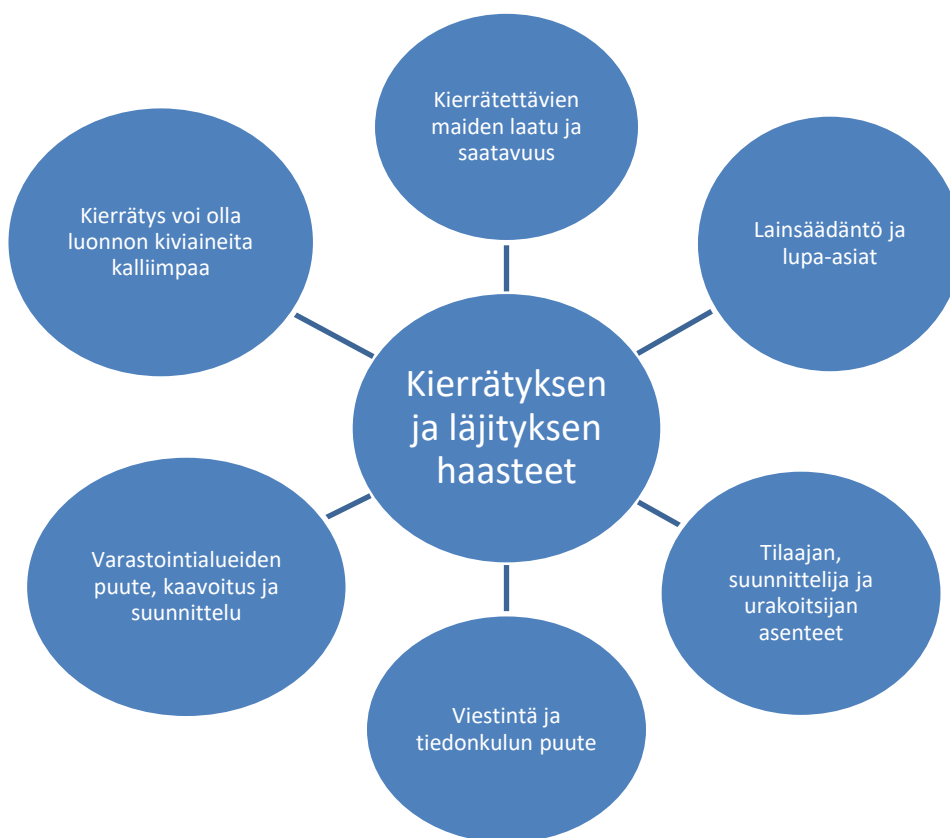 Kierrätettävien
maiden laatu ja
saatavuus
Lainsäädäntö ja
lupa-asiat
Tilaajan,
suunnittelija ja
urakoitsijan
asenteet
Viestintä ja
tiedonkulun puute
Varastointialueiden
puute, kaavoitus ja
suunnittelu
Kierrätys voi olla
luonnon kiviaineita
kalliimpaa
Kierrätyksen
ja läjityksen
haasteet